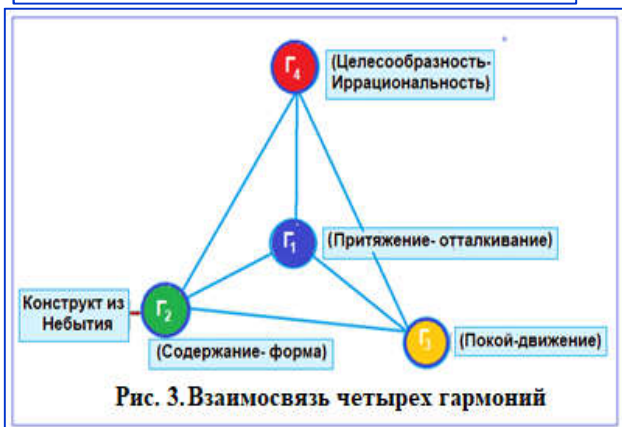 Г4
(Целесообразность-
Иррациональность)
Г1
(Притяжение- отталкивание)
Конструкт из
Небытия
Г2
(Содержание- форма)
Г3
(Покой-движение)
Рис. 3.Взаимосвязь четырех гармоний